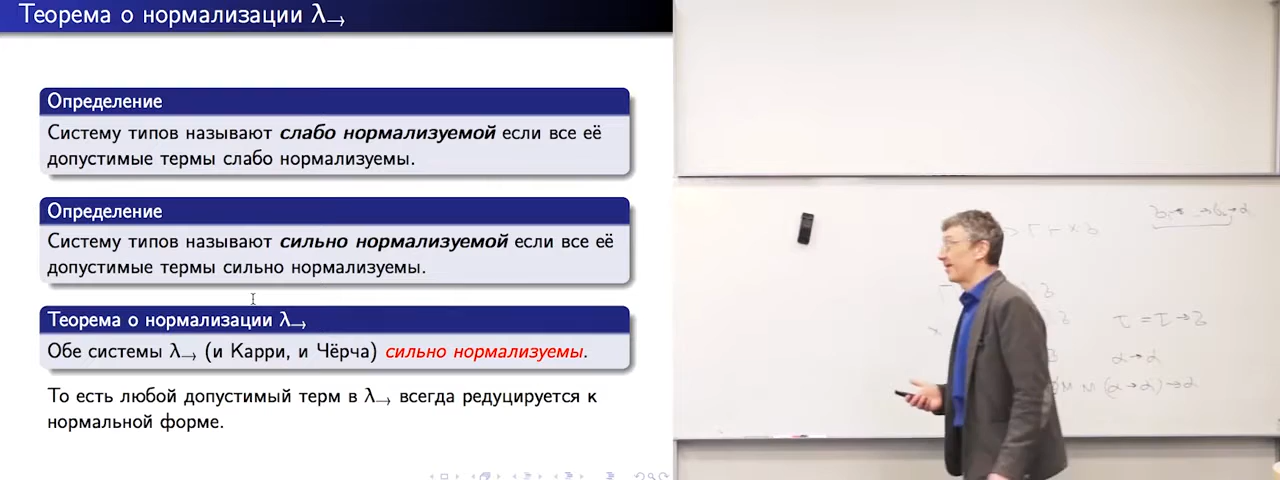 Теорема о нормализации λ→
Определение
Систему типов называют слабо нормализуемой если все её
допустимые термы слабо нормализуемы.
Определение
Систему типов называют сильно нормализуемой если все её
допустимые термы сильно нормализуемы.
Теорема о нормализации λ→
Обе системы λ→ (и Карри, и Чёрча) сильно нормализуемы.
То есть любой допустимый терм в λ→ всегда редуцируется к
нормальной форме.
α→α
(α→α)→α